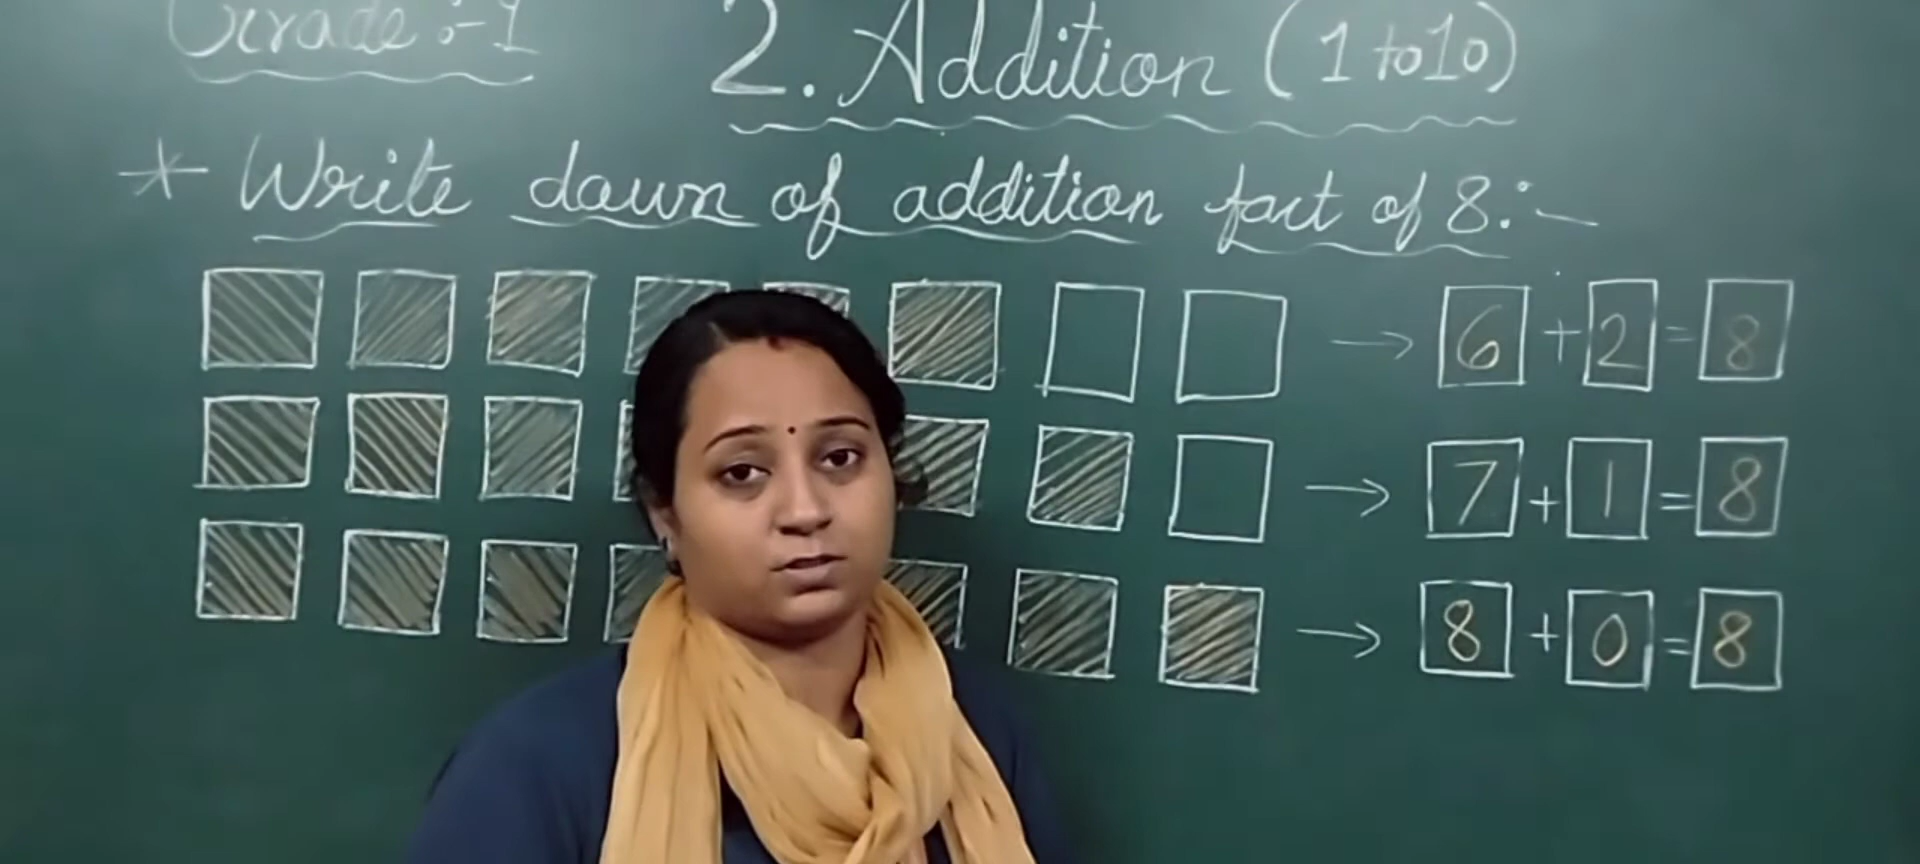 Grade :- 1
2. Addition (1 to 10)
* Write dawn of addition fact of 8:-
→ 6 + 2 = 8
→ 7 + 1 = 8
→ 8 + 0 = 8